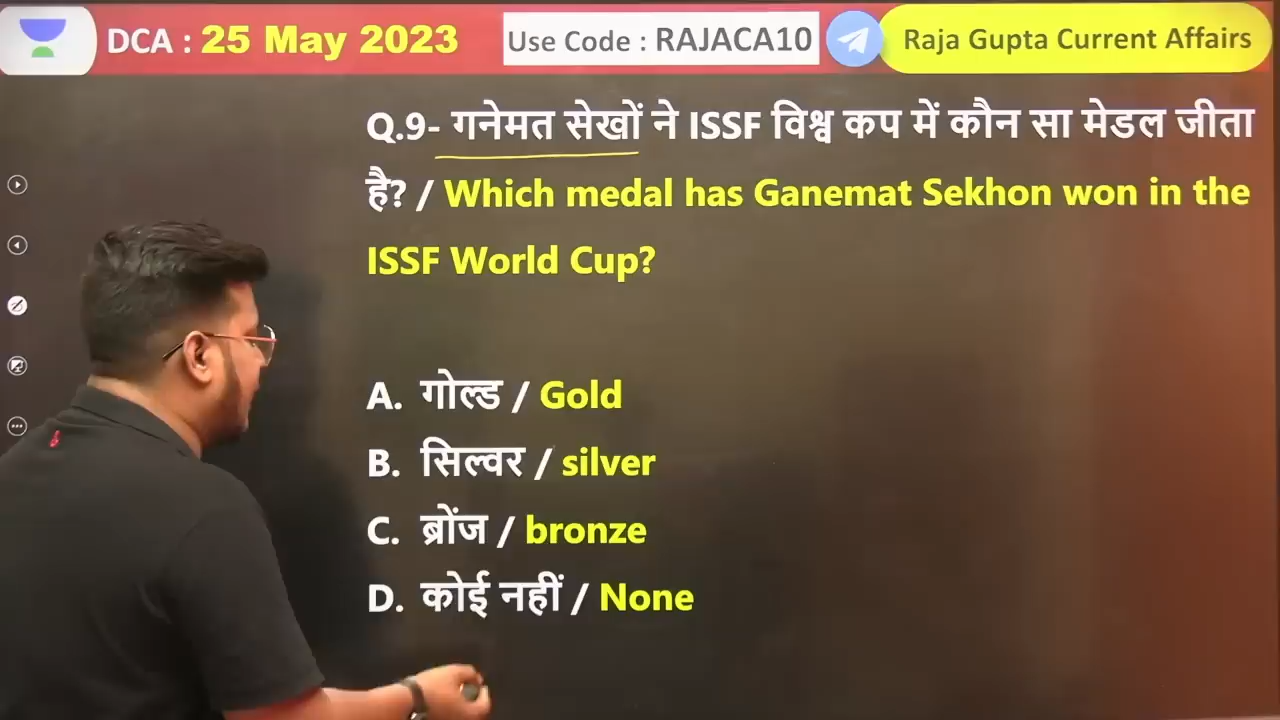 DCA : 25 May 2023
Use Code : RAJACA10
Raja Gupta Current Affairs
Q.9- गनेमत सेखों ने ISSF विश्व कप में कौन सा मेडल जीता
है? / Which medal has Ganemat Sekhon won in the
ISSF World Cup?
A. गोल्ड / Gold
B. सिल्वर / silver
C. ब्रोंज / bronze
D. कोई नहीं / None